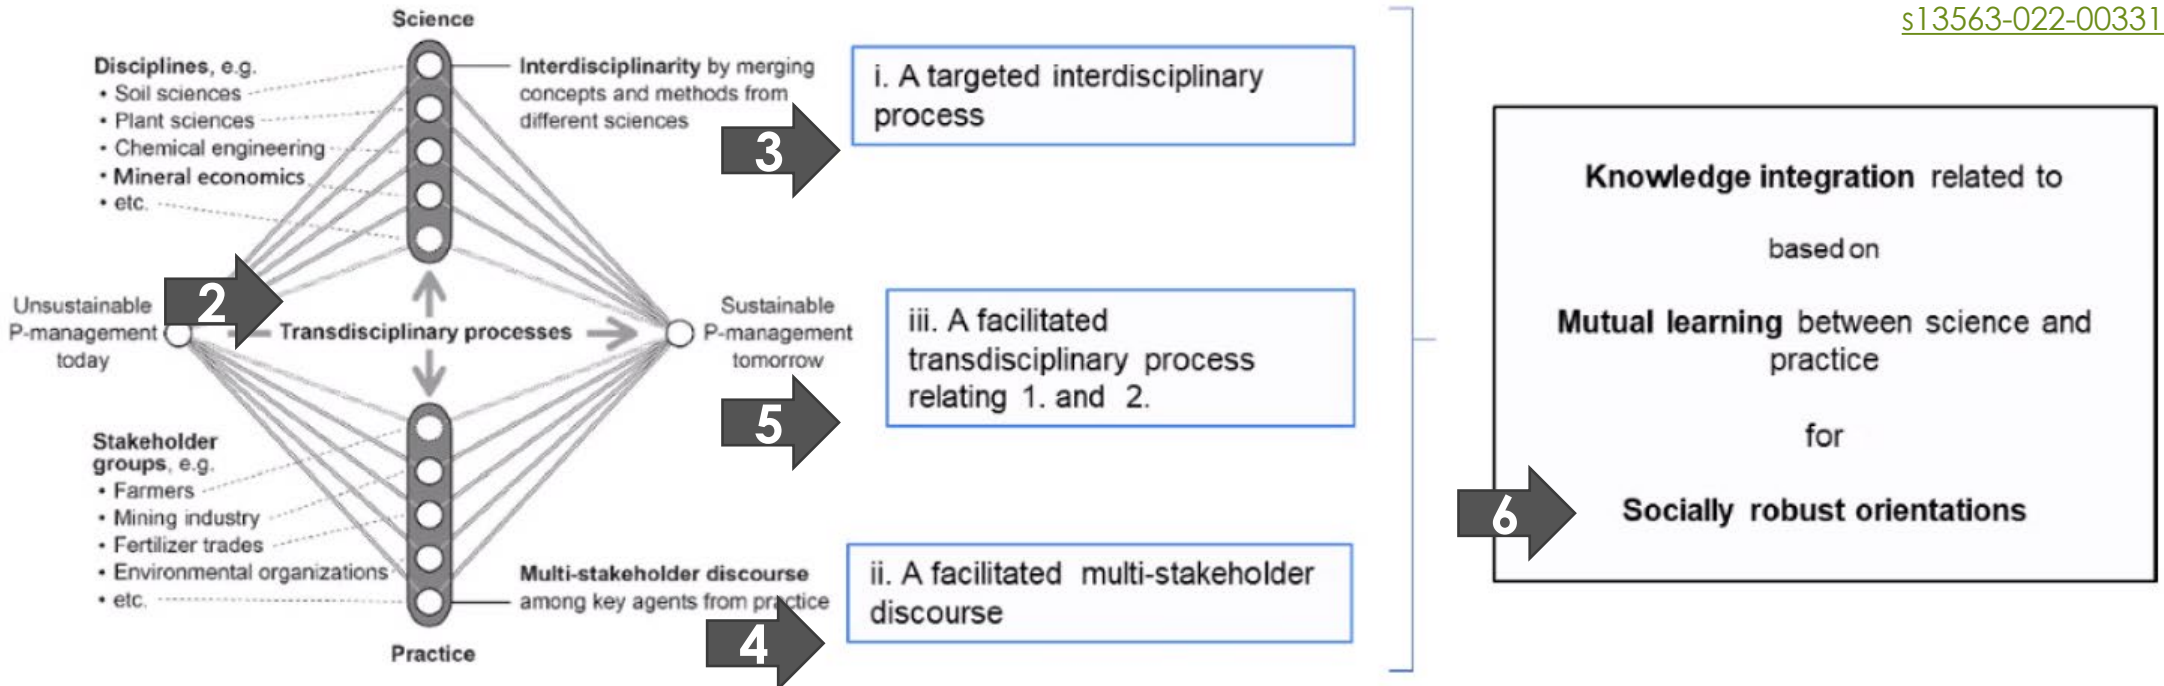 s13563-022-00331
Science
Disciplines, e.g.
• Soil sciences
• Plant sciences
• Chemical engineering
• Mineral economics
• etc.
Interdisciplinarity by merging
concepts and methods from
different sciences
3
i. A targeted interdisciplinary
process
2
Unsustainable
P-management
today
Transdisciplinary processes
Sustainable
P-management
tomorrow
5
iii. A facilitated
transdisciplinary process
relating 1. and 2.
Stakeholder
groups, e.g.
• Farmers
• Mining industry
• Fertilizer trades
• Environmental organizations
• etc.
Multi-stakeholder discourse
among key agents from practice
Practice
4
ii. A facilitated multi-stakeholder
discourse
Knowledge integration related to
based on
Mutual learning between science and
practice
for
6
Socially robust orientations